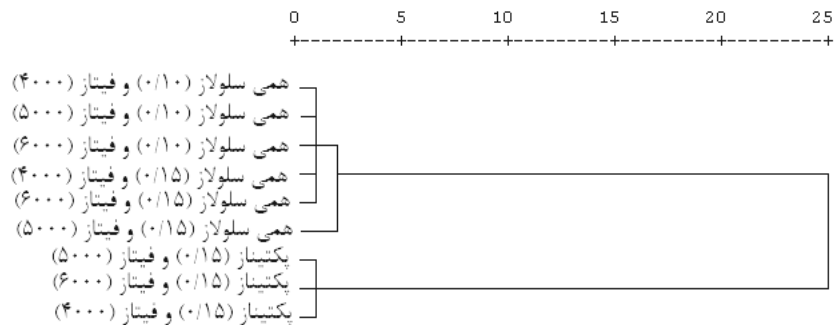 0 5 10 15 20 25
همی سلولاز (۰/۱۰) و فیتاز (۴۰۰۰)
همی سلولاز (۰/۱۰) و فیتاز (۵۰۰۰)
همی سلولاز (۰/۱۰) و فیتاز (۶۰۰۰)
همی سلولاز (۰/۱۵) و فیتاز (۴۰۰۰)
همی سلولاز (۰/۱۵) و فیتاز (۶۰۰۰)
همی سلولاز (۰/۱۵) و فیتاز (۵۰۰۰)
پکتیناز (۰/۱۵) و فیتاز (۵۰۰۰)
پکتیناز (۰/۱۵) و فیتاز (۶۰۰۰)
پکتیناز (۰/۱۵) و فیتاز (۴۰۰۰)